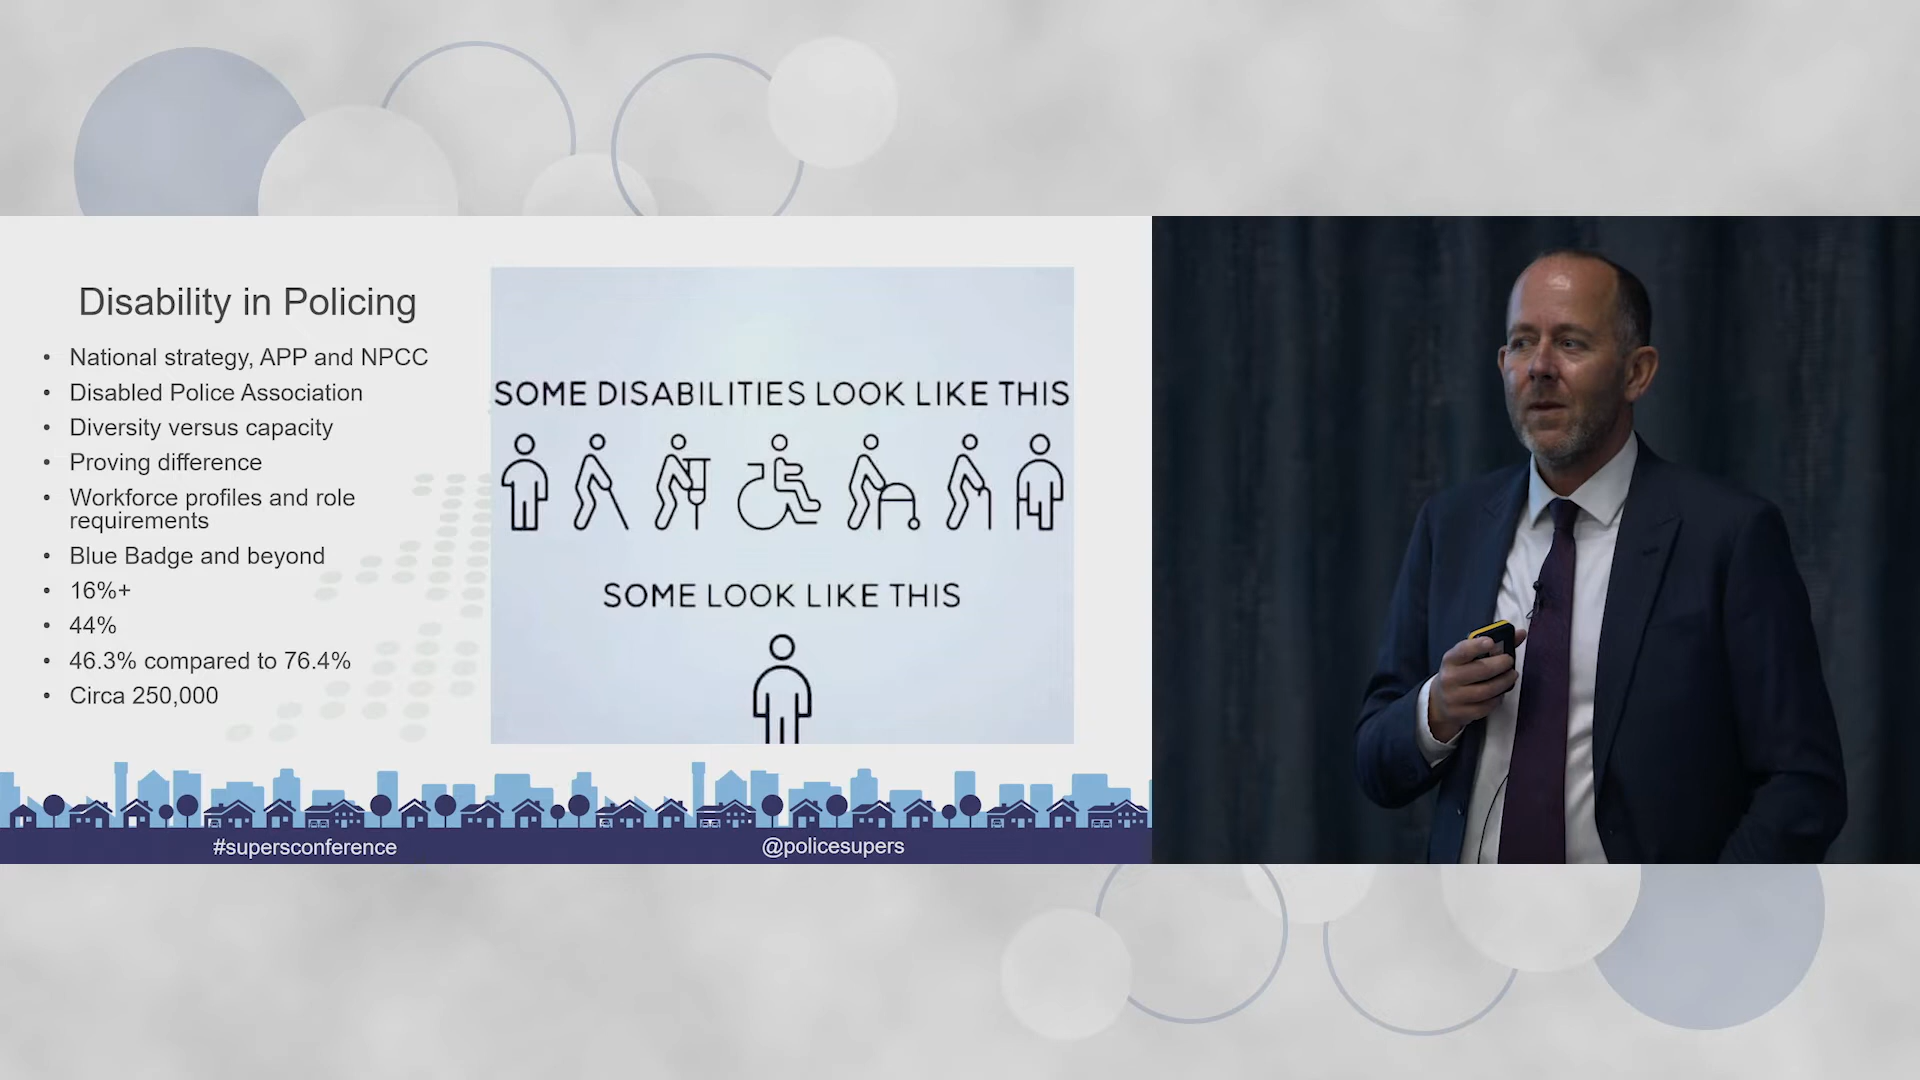 Disability in Policing
• National strategy, APP and NPCC
• Disabled Police Association
• Diversity versus capacity
• Proving difference
• Workforce profiles and role
requirements
• Blue Badge and beyond
• 16%+
• 44%
• 46.3% compared to 76.4%
• Circa 250,000
SOME DISABILITIES LOOK LIKE THIS
SOME LOOK LIKE THIS
#supersconference
@policesupers